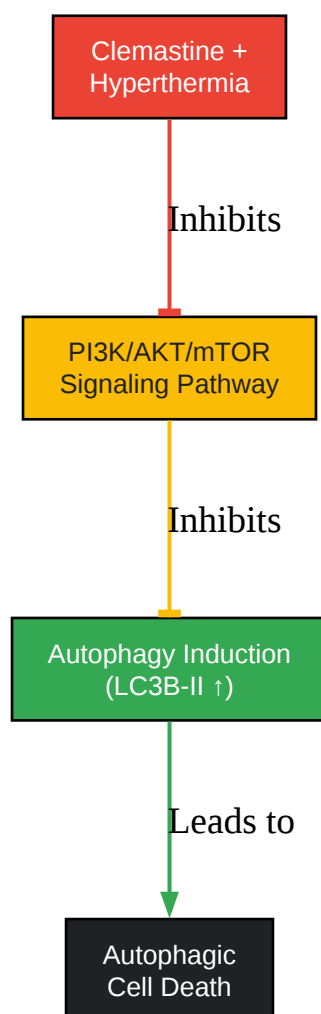 Clemastine +
Hyperthermia
Inhibits
PI3K/AKT/mTOR
Signaling Pathway
Inhibits
Autophagy Induction
(LC3B-II ↑)
Leads to
Autophagic
Cell Death